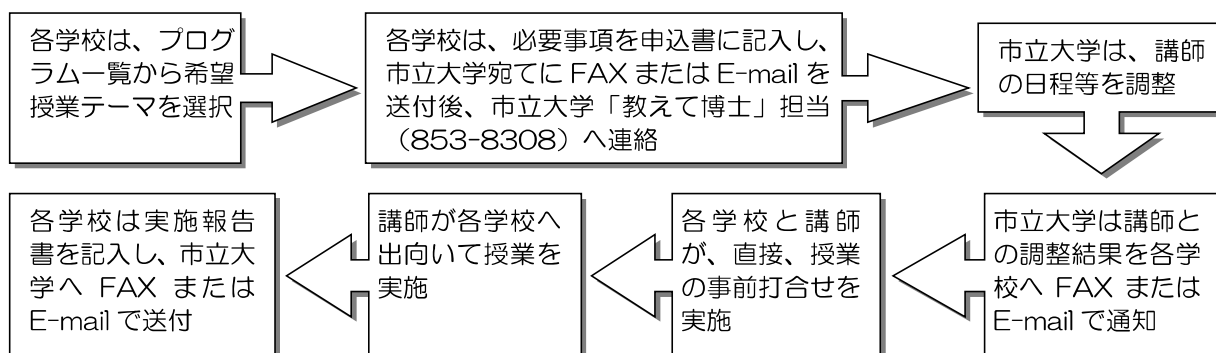 各学校は、プログ
ラム一覧から希望
授業テーマを選択
各学校は、必要事項を申込書に記入し、
市立大学宛てに FAX または E-mail を
送付後、市立大学「教えて博士」担当
（853-8308）へ連絡
市立大学は、講師
の日程等を調整
市立大学は講師と
の調整結果を各学
校へ FAX または
E-mail で通知
各学校と講師
が、直接、授業
の事前打合せを
実施
講師が各学校へ
出向いて授業を
実施
各学校は実施報告
書を記入し、市立大
学へ FAX または
E-mail で送付